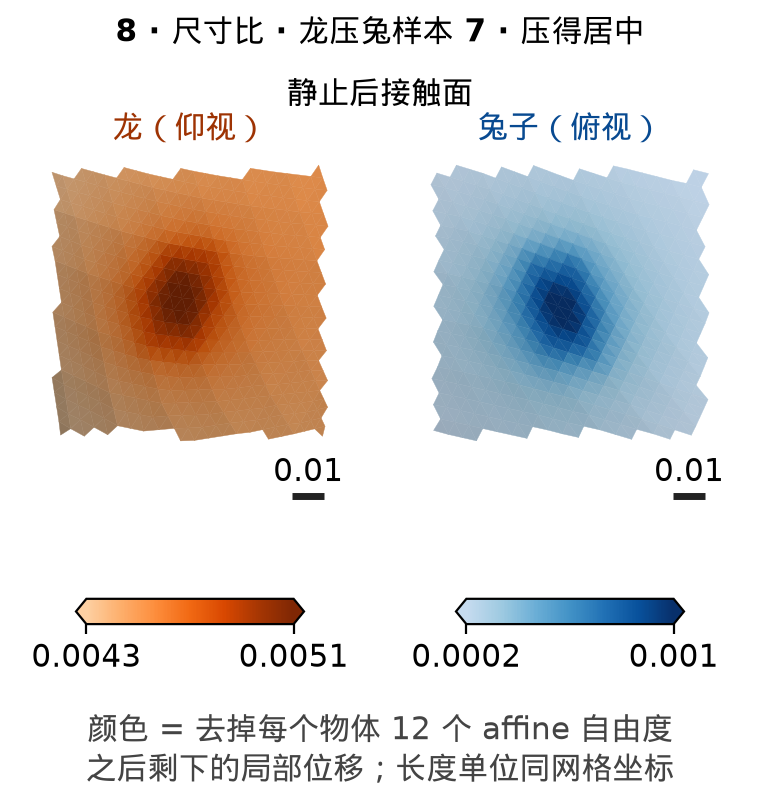 8 · 尺寸比 · 龙压兔样本 7 · 压得居中
静止后接触面
龙（仰视）
兔子（俯视）
0.01
0.01
0.0043
0.0051
0.0002
0.001
颜色 = 去掉每个物体 12 个 affine 自由度
之后剩下的局部位移；长度单位同网格坐标